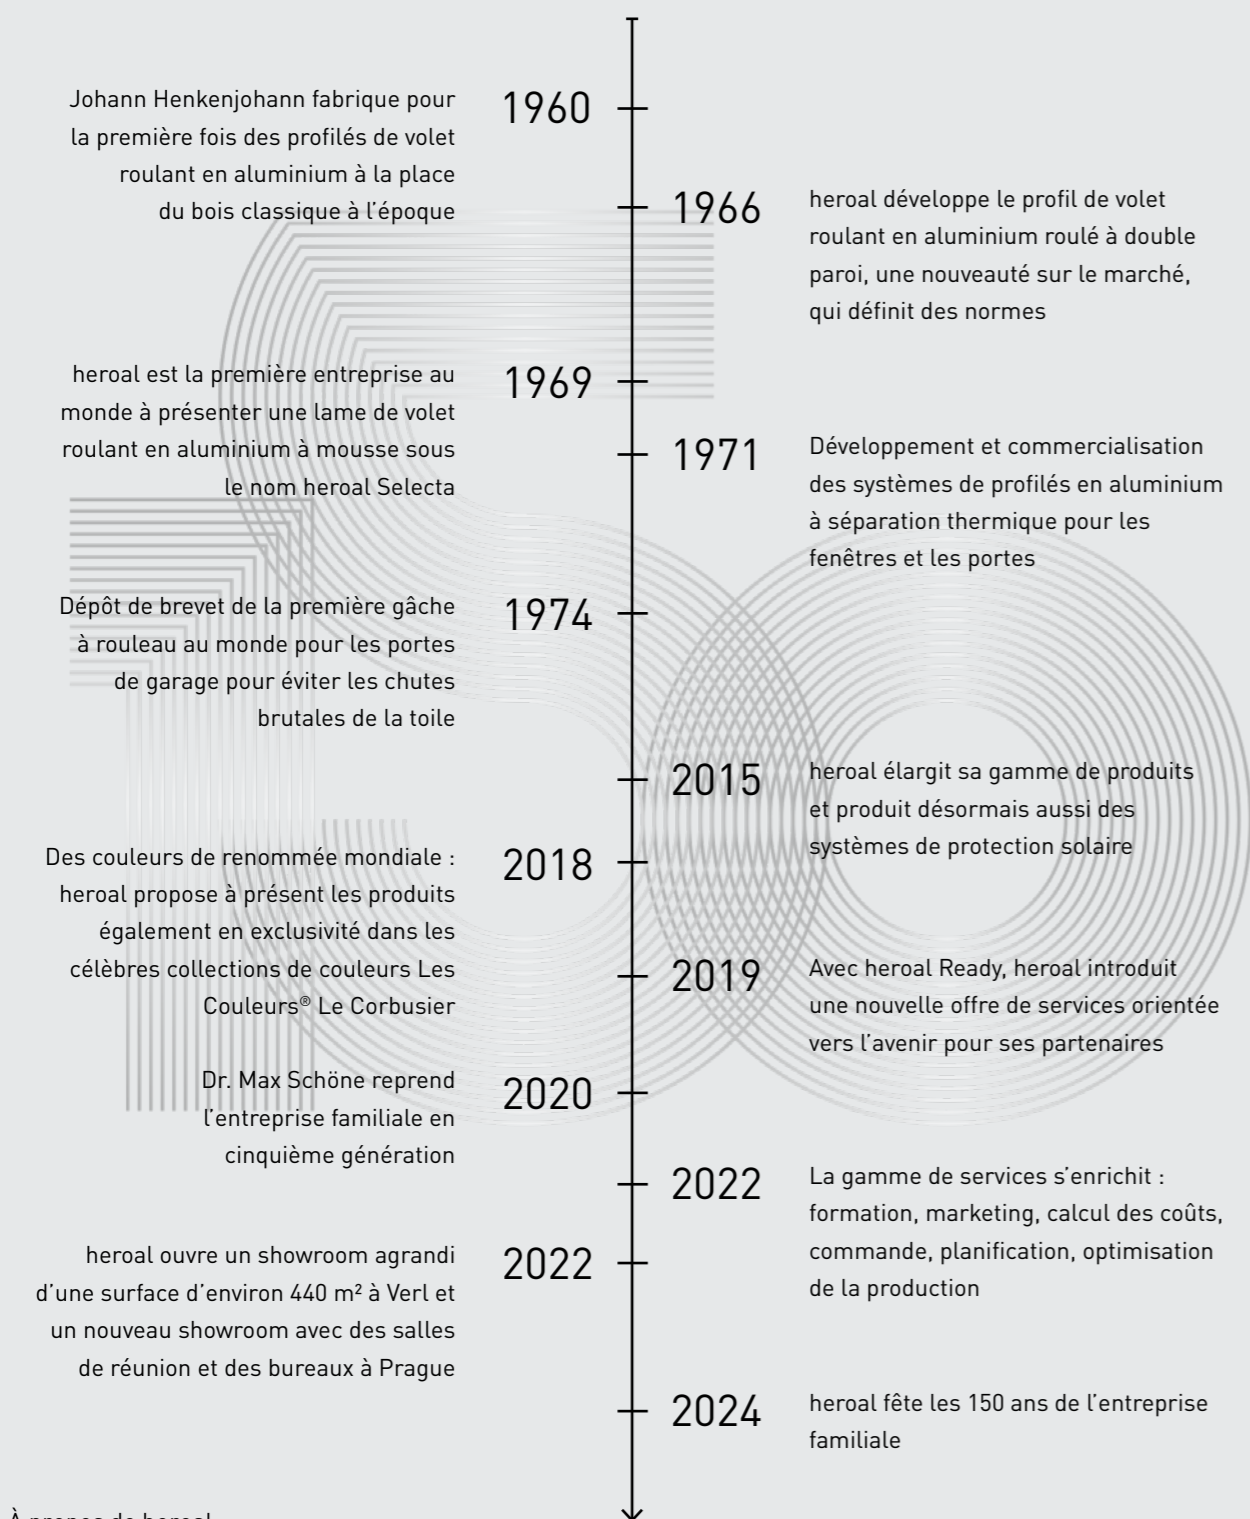 1960
Johann Henkenjohann fabrique pour
la première fois des profilés de volet
roulant en aluminium à la place
du bois classique à l’époque
1966
heroal développe le profil de volet
roulant en aluminium roulé à double
paroi, une nouveauté sur le marché,
qui définit des normes
1969
heroal est la première entreprise au
monde à présenter une lame de volet
roulant en aluminium à mousse sous
le nom heroal Selecta
1971
Développement et commercialisation
des systèmes de profilés en aluminium
à séparation thermique pour les
fenêtres et les portes
1974
Dépôt de brevet de la première gâche
à rouleau au monde pour les portes
de garage pour éviter les chutes
brutales de la toile
2015
heroal élargit sa gamme de produits
et produit désormais aussi des
systèmes de protection solaire
2018
Des couleurs de renommée mondiale :
heroal propose à présent les produits
également en exclusivité dans les
célèbres collections de couleurs Les
Couleurs® Le Corbusier
2019
Avec heroal Ready, heroal introduit
une nouvelle offre de services orientée
vers l’avenir pour ses partenaires
2020
Dr. Max Schöne reprend
l’entreprise familiale en
cinquième génération
2022
La gamme de services s’enrichit :
formation, marketing, calcul des coûts,
commande, planification, optimisation
de la production
2022
heroal ouvre un showroom agrandi
d’une surface d’environ 440 m² à Verl et
un nouveau showroom avec des salles
de réunion et des bureaux à Prague
2024
heroal fête les 150 ans de l’entreprise
familiale
À propos de heroal